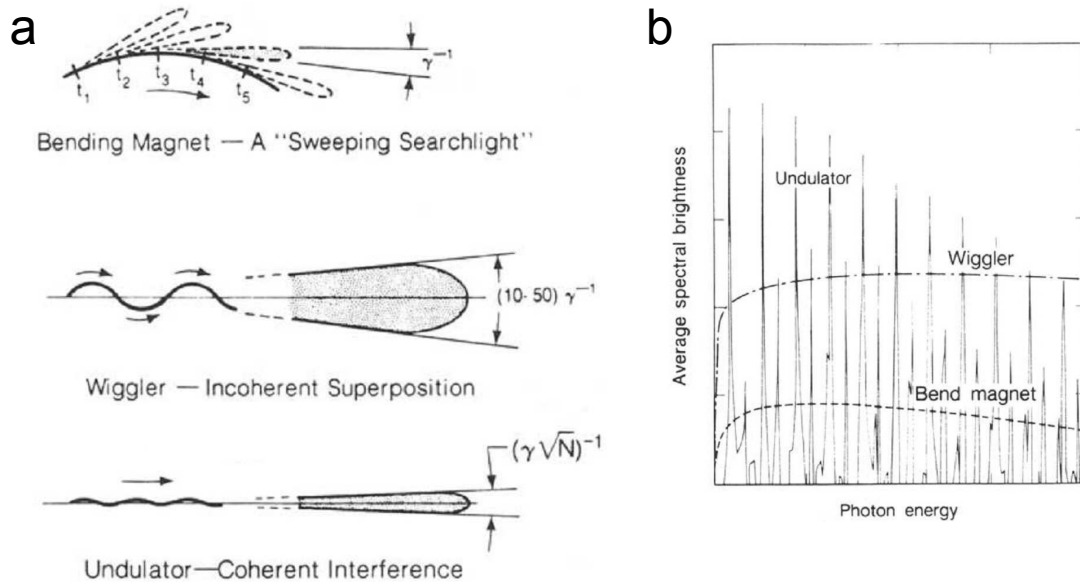 a
γ⁻¹
t₁ t₂ t₃ t₄ t₅
Bending Magnet — A "Sweeping Searchlight"
(10-50) γ⁻¹
Wiggler — Incoherent Superposition
(γ√N)⁻¹
Undulator—Coherent Interference
b
Average spectral brightness
Undulator
Wiggler
Bend magnet
Photon energy